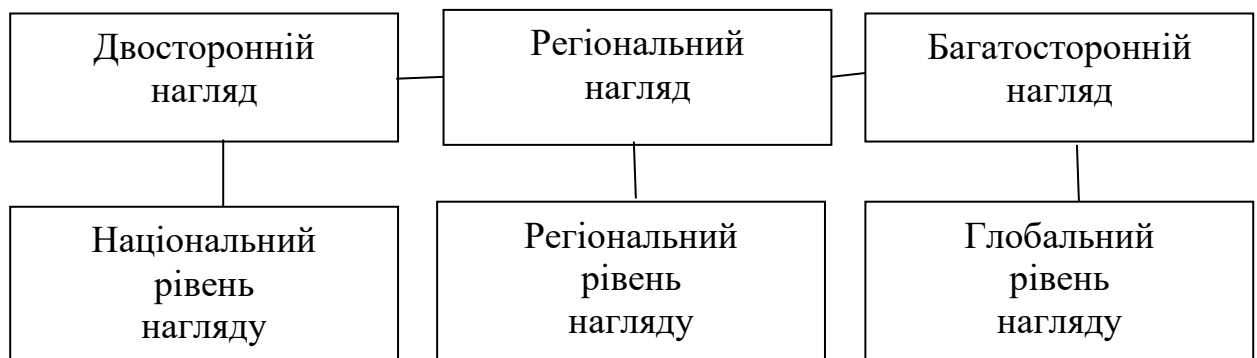 Двосторонній
нагляд
Регіональний
нагляд
Багатосторонній
нагляд
Національний
рівень
нагляду
Регіональний
рівень
нагляду
Глобальний
рівень
нагляду